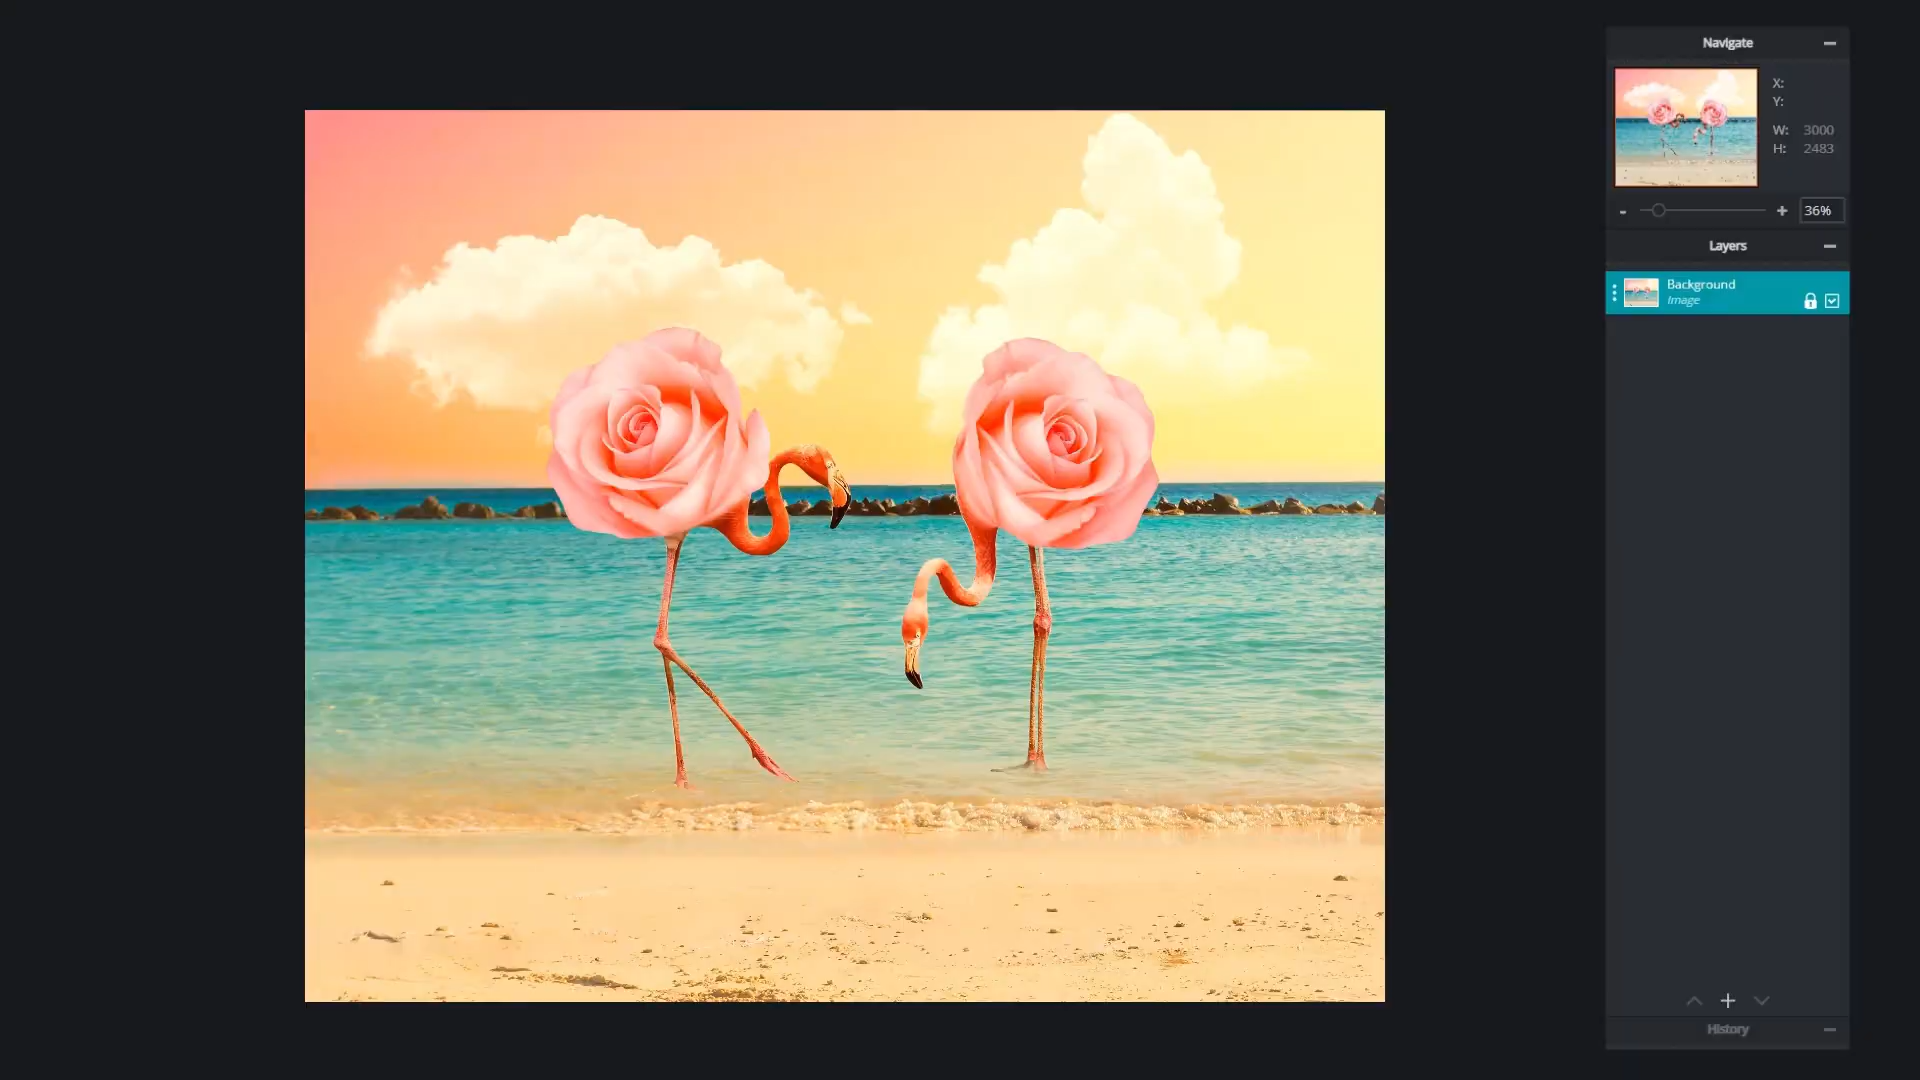 Navigate
X:
Y:
W: 3000
H: 2483
- + 36%
Layers
Background
Image
+
History